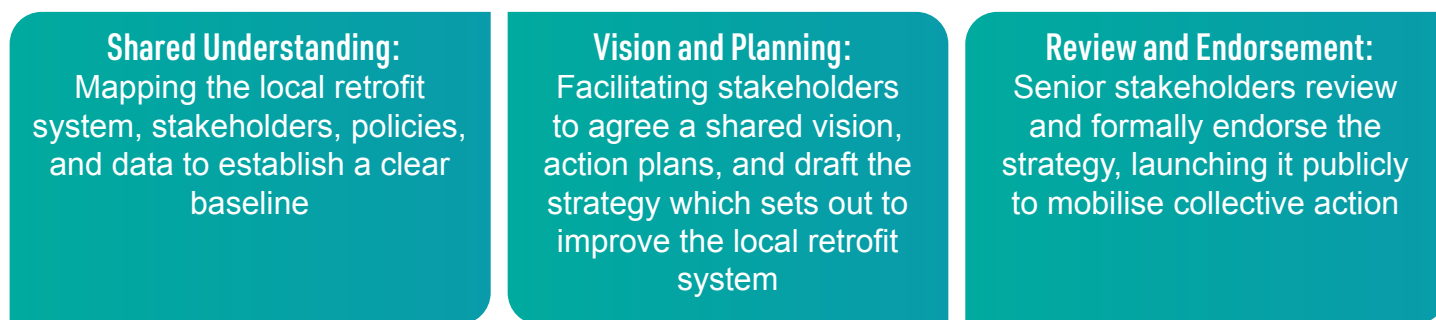 Shared Understanding:
Mapping the local retrofit
system, stakeholders, policies,
and data to establish a clear
baseline
Vision and Planning:
Facilitating stakeholders
to agree a shared vision,
action plans, and draft the
strategy which sets out to
improve the local retrofit
system
Review and Endorsement:
Senior stakeholders review
and formally endorse the
strategy, launching it publicly
to mobilise collective action